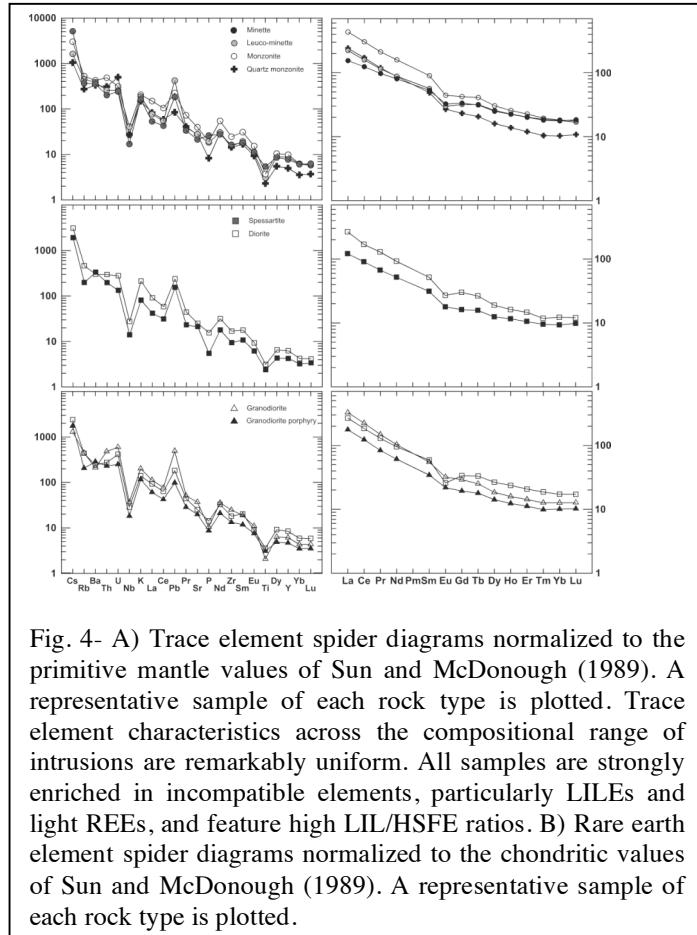 10000
1000
100
10
1
Minette
Leuco-minette
Monzonite
Quartz monzonite
100
10
1
1000
100
10
1
Spessartite
Diorite
100
10
1
1000
100
10
1
Granodiorite
Granodiorite porphyry
100
10
1
Cs Rb Ba Th U Nb K La Ce Pb Pr Sr P Nd Zr Sm Eu Ti Dy Y Yb Lu
La Ce Pr Nd PmSm Eu Gd Tb Dy Ho Er Tm Yb Lu
Fig. 4- A) Trace element spider diagrams normalized to the
primitive mantle values of Sun and McDonough (1989). A
representative sample of each rock type is plotted. Trace
element characteristics across the compositional range of
intrusions are remarkably uniform. All samples are strongly
enriched in incompatible elements, particularly LILEs and
light REEs, and feature high LIL/HSFE ratios. B) Rare earth
element spider diagrams normalized to the chondritic values
of Sun and McDonough (1989). A representative sample of
each rock type is plotted.